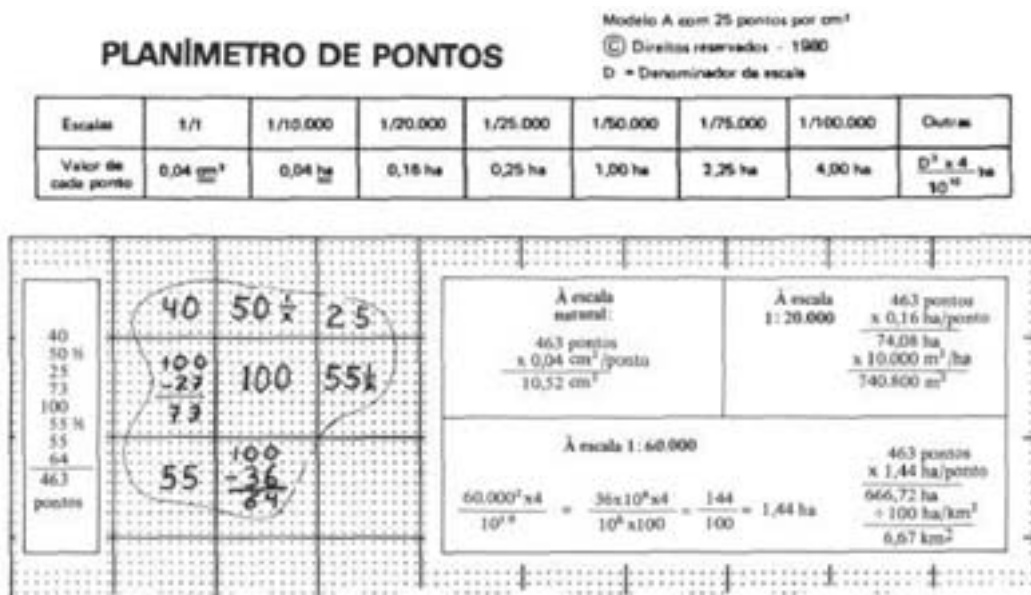 Modelo A com 25 pontos por cm²
PLANÍMETRO DE PONTOS
© Direitos reservados - 1980
D = Denominador da escala
Escalas 1/1 1/10.000 1/20.000 1/25.000 1/50.000 1/75.000 1/100.000 Outras
Valor de cada ponto 0,04 cm² 0,04 ha 0,16 ha 0,25 ha 1,00 ha 2,25 ha 4,00 ha D² x 4 / 10¹⁰ ha
40
50 ½
25
73
100
55 ½
55
64
463
pontos
40 50 ½ 25
100
-27
73
100 55 ½
55
100
-36
64
À escala
natural:
463 pontos
x 0,04 cm²/ponto
10,52 cm²
À escala
1:20.000
463 pontos
x 0,16 ha/ponto
74,08 ha
x 10.000 m²/ha
740.800 m²
À escala 1:60.000
60.000² x4 / 10¹⁰ = 36x10⁸x4 / 10⁸x100 = 144 / 100 = 1,44 ha
463 pontos
x 1,44 ha/ponto
666,72 ha
÷ 100 ha/km²
6,67 km²